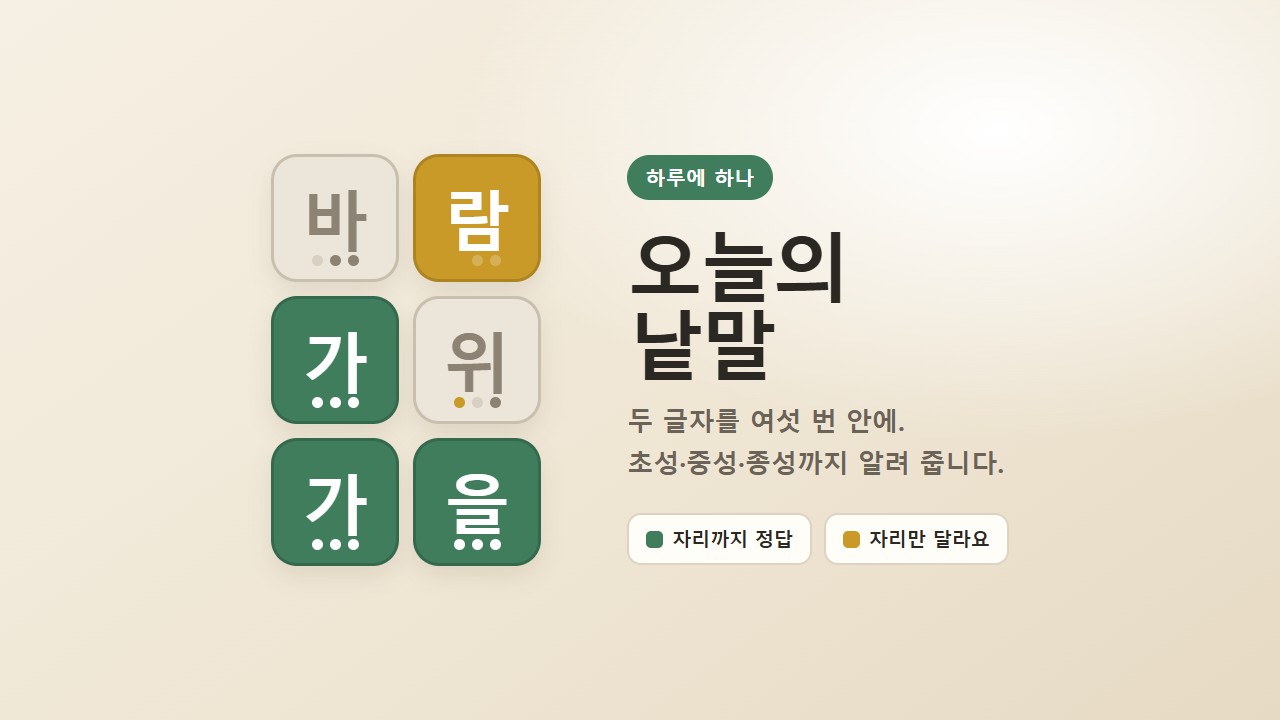 바 람
가 위
가 을
하루에 하나
오늘의
낱말
두 글자를 여섯 번 안에.
초성·중성·종성까지 알려 줍니다.
자리까지 정답
자리만 달라요